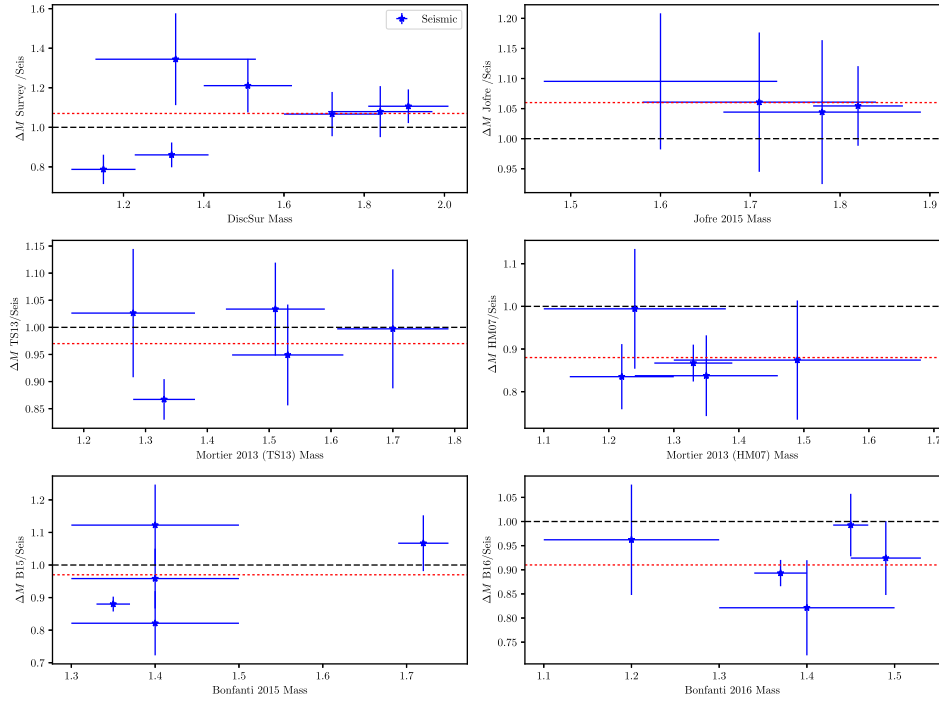 1.6
1.4
1.2
1.0
0.8
ΔM Survey /Seis
Seismic
1.2 1.4 1.6 1.8 2.0
DiscSur Mass
1.20
1.15
1.10
1.05
1.00
0.95
ΔM Jofre /Seis
1.5 1.6 1.7 1.8 1.9
Jofre 2015 Mass
1.15
1.10
1.05
1.00
0.95
0.90
0.85
ΔM TS13/Seis
1.2 1.3 1.4 1.5 1.6 1.7 1.8
Mortier 2013 (TS13) Mass
1.1
1.0
0.9
0.8
ΔM HM07/Seis
1.1 1.2 1.3 1.4 1.5 1.6 1.7
Mortier 2013 (HM07) Mass
1.2
1.1
1.0
0.9
0.8
0.7
ΔM B15/Seis
1.3 1.4 1.5 1.6 1.7
Bonfanti 2015 Mass
1.05
1.00
0.95
0.90
0.85
0.80
0.75
ΔM B16/Seis
1.1 1.2 1.3 1.4 1.5
Bonfanti 2016 Mass